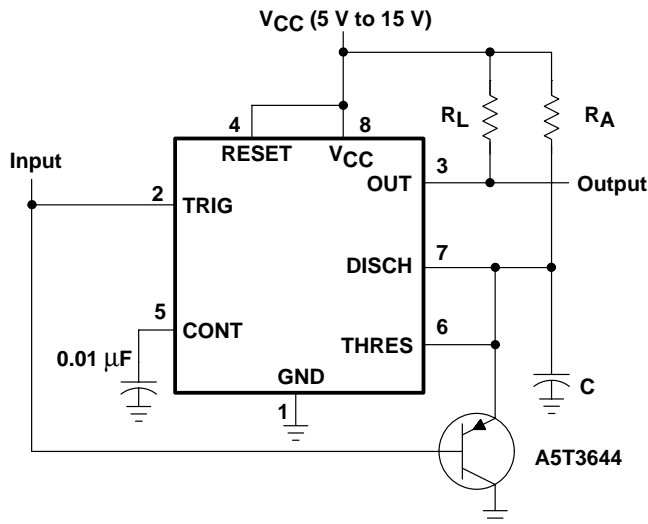 VCC (5 V to 15 V)
4
8
RL
RA
RESET
VCC
Input
3
OUT
Output
2
TRIG
7
DISCH
5
CONT
6
THRES
0.01 μF
GND
C
1
A5T3644